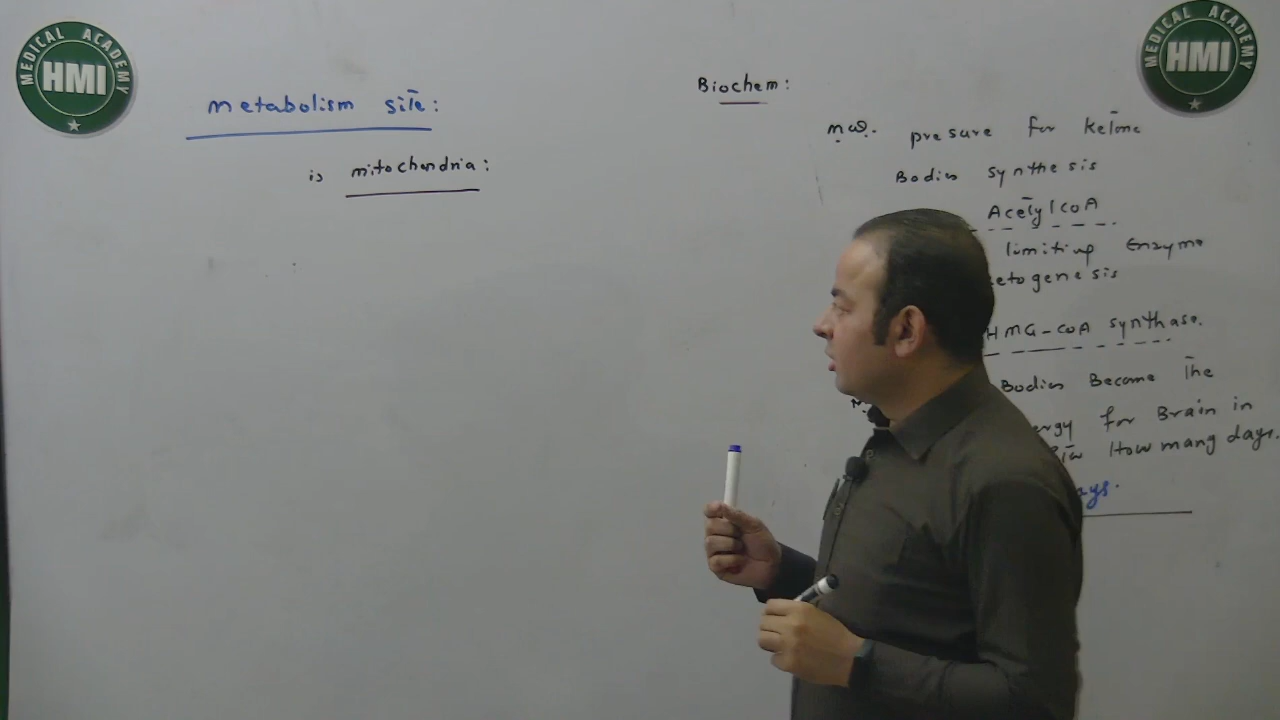 MEDICAL ACADEMY
HMI
metabolism site:
is mitochondria:
Biochem:
presure for ketone
Bodies synthesis
Acetyl CoA
limiting Enzyme
etogenesis
HMG-COA synthase.
Bodies Become the
ergy for Brain in
How many days.
ays.
MEDICAL ACADEMY
HMI